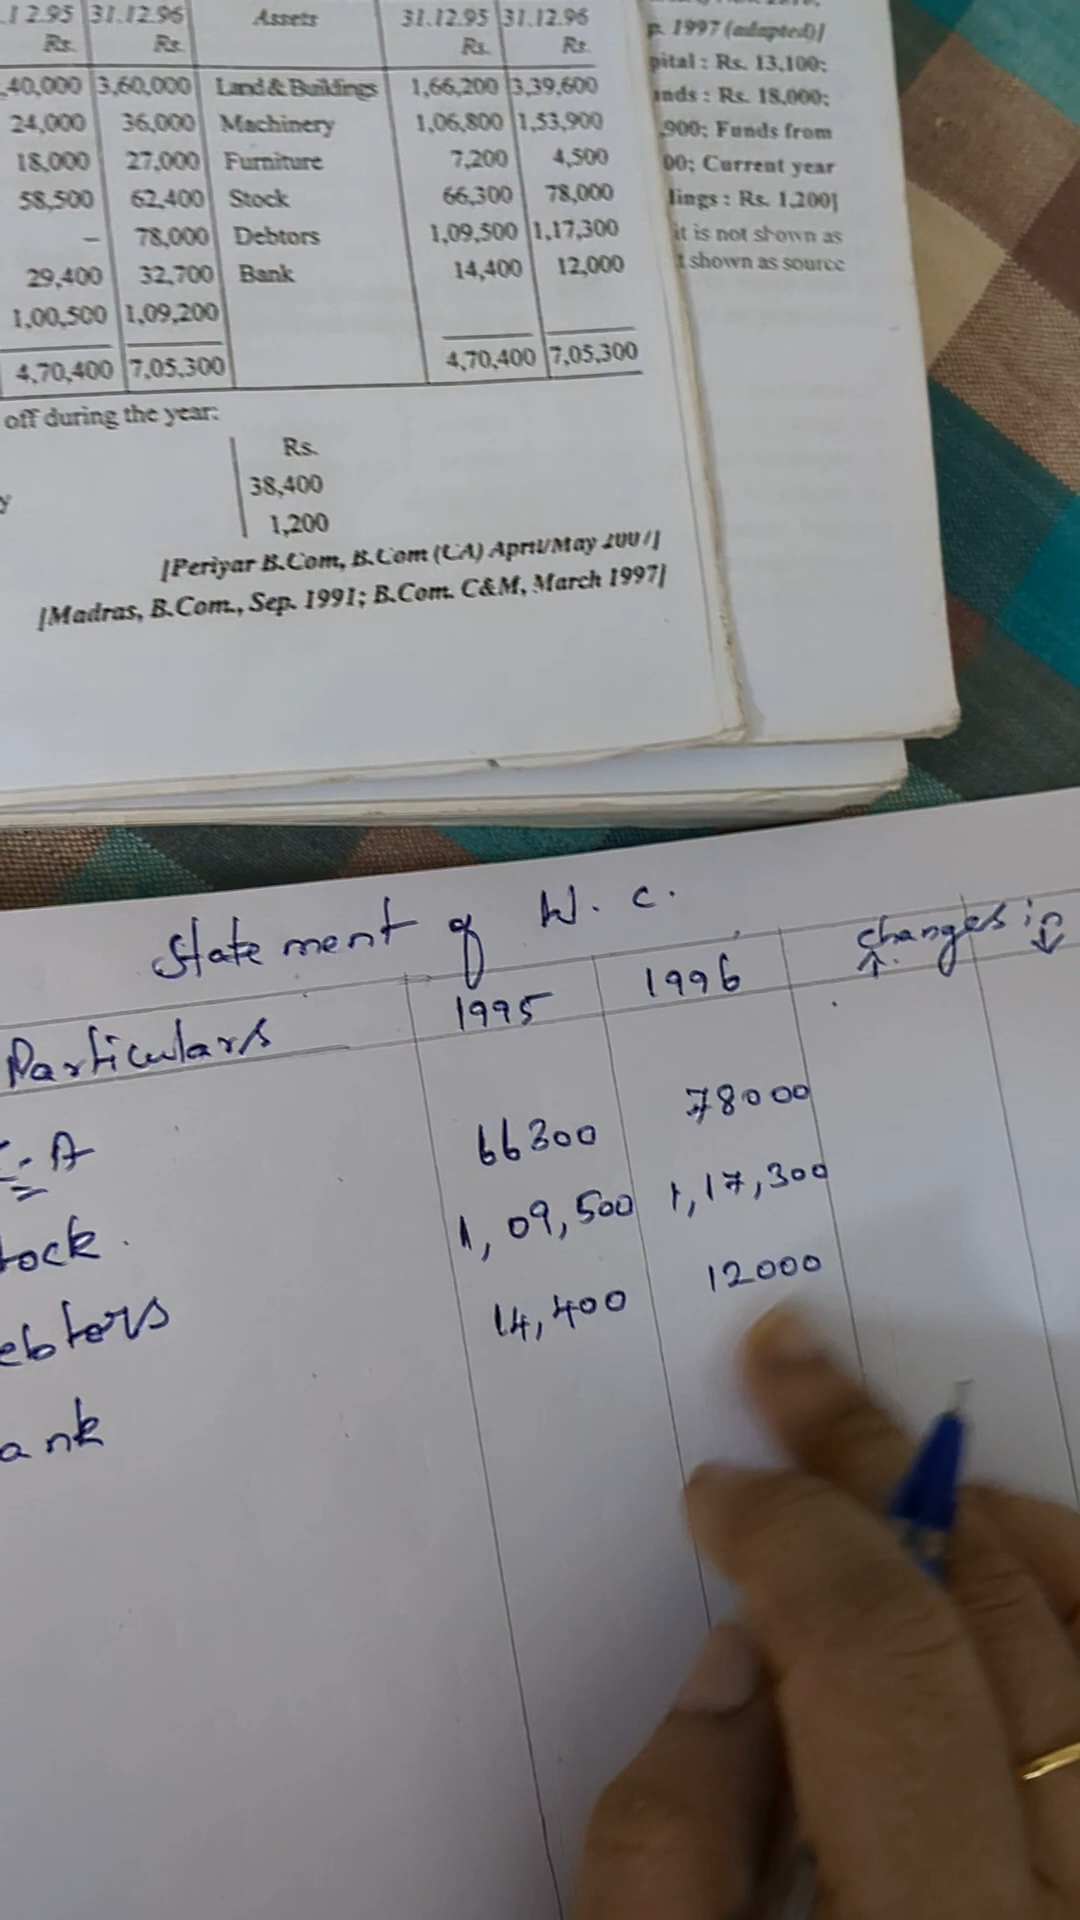 12.95 31.12.96 Assets 31.12.95 31.12.96
Rs. Rs. Rs. Rs.
40,000 3,60,000 Land & Buildings 1,66,200 3,39,600
24,000 36,000 Machinery 1,06,800 1,53,900
18,000 27,000 Furniture 7,200 4,500
58,500 62,400 Stock 66,300 78,000
– 78,000 Debtors 1,09,500 1,17,300
29,400 32,700 Bank 14,400 12,000
1,00,500 1,09,200
4,70,400 7,05,300 4,70,400 7,05,300
off during the year:
Rs.
38,400
y
1,200
[Periyar B.Com, B.Com (CA) April/May 2007]
[Madras, B.Com., Sep. 1991; B.Com. C&M, March 1997]
p. 1997 (adapted)]
pital : Rs. 13,100;
nds : Rs. 18,000;
900; Funds from
00; Current year
lings : Rs. 1,200]
it is not shown as
t shown as source
Statement of W.C.
Particulars 1995 1996 Changes in
↑ ↓
C.A
tock. 66300 78000
ebtors 1,09,500 1,17,300
ank 14,400 12000